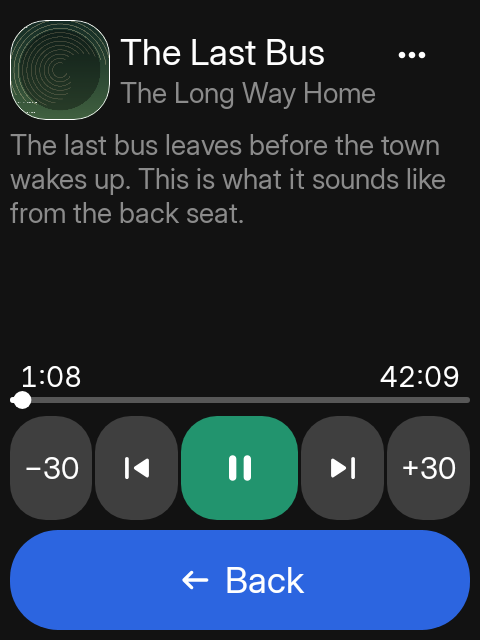 The Last Bus
The Long Way Home
The last bus leaves before the town
wakes up. This is what it sounds like
from the back seat.
1:08
42:09
−30
+30
Back